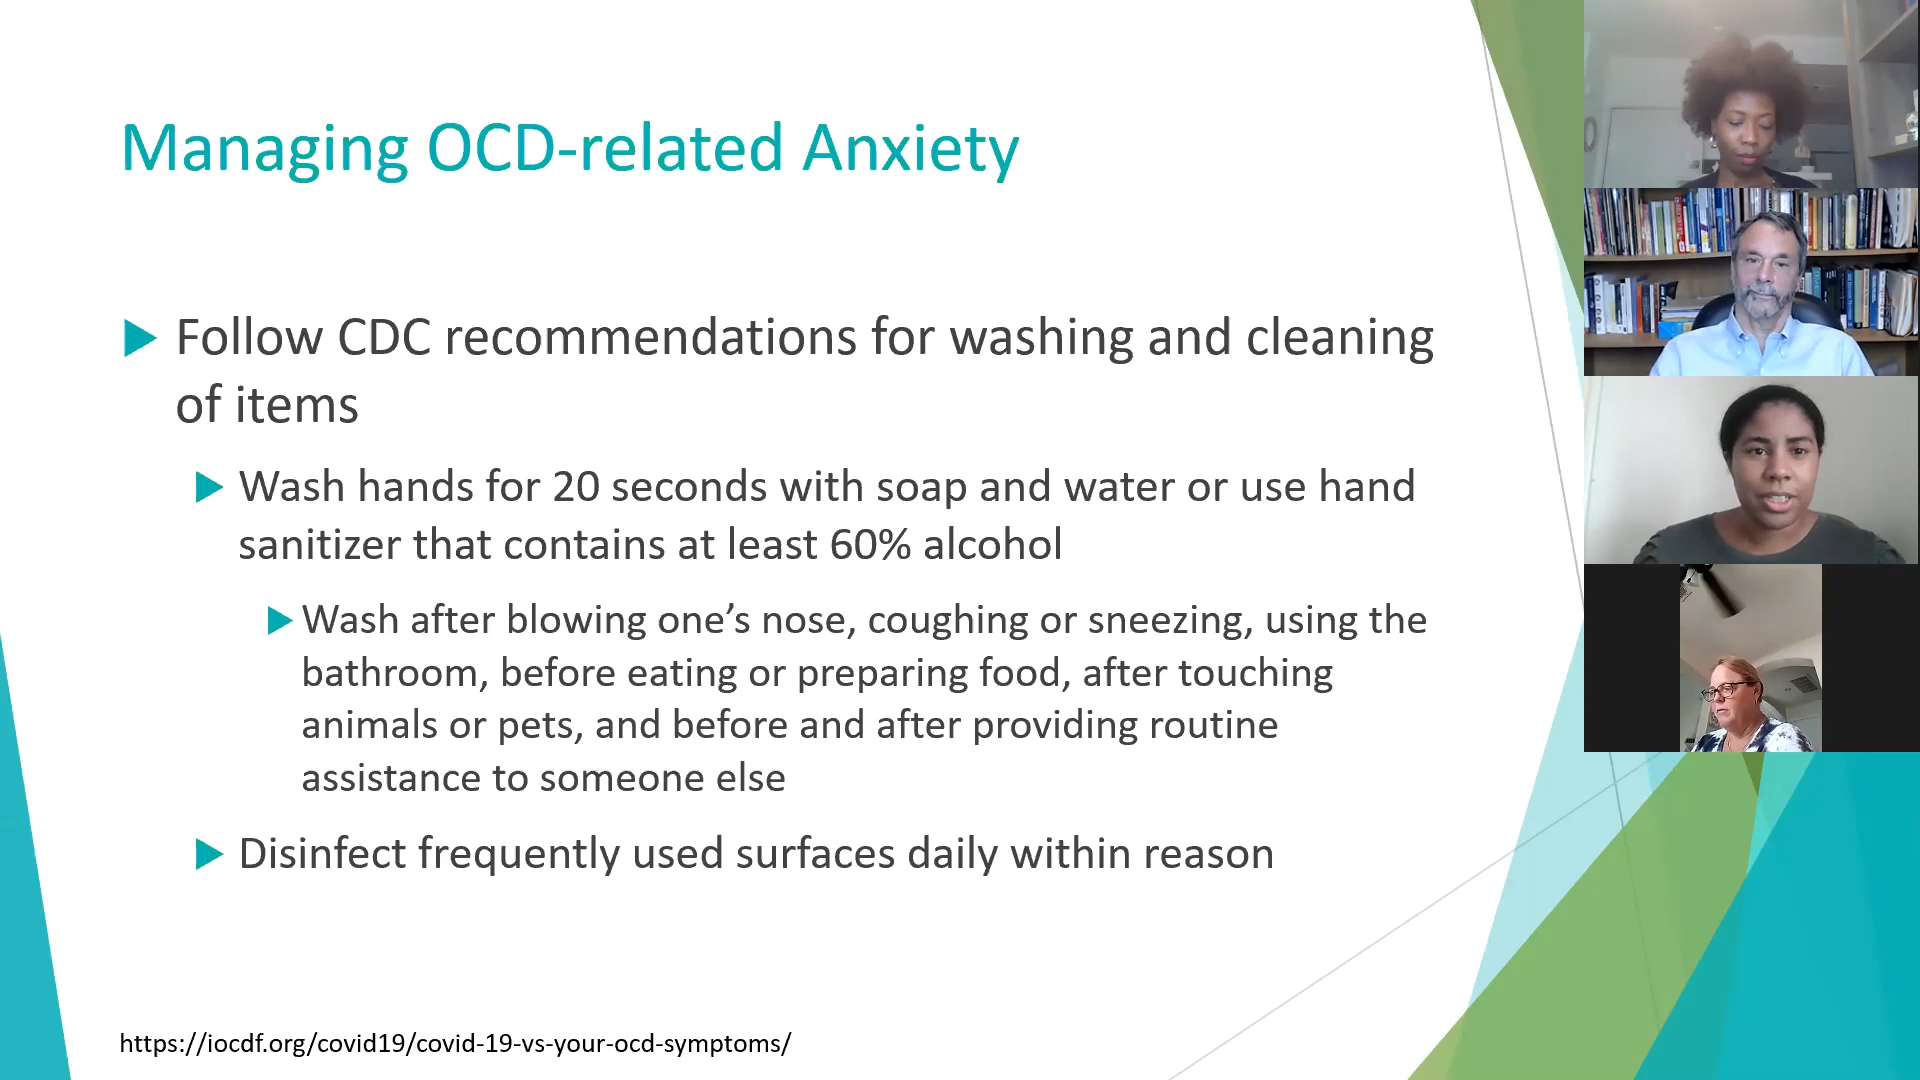 Managing OCD-related Anxiety
Follow CDC recommendations for washing and cleaning
of items
Wash hands for 20 seconds with soap and water or use hand
sanitizer that contains at least 60% alcohol
Wash after blowing one’s nose, coughing or sneezing, using the
bathroom, before eating or preparing food, after touching
animals or pets, and before and after providing routine
assistance to someone else
Disinfect frequently used surfaces daily within reason
https://iocdf.org/covid19/covid-19-vs-your-ocd-symptoms/